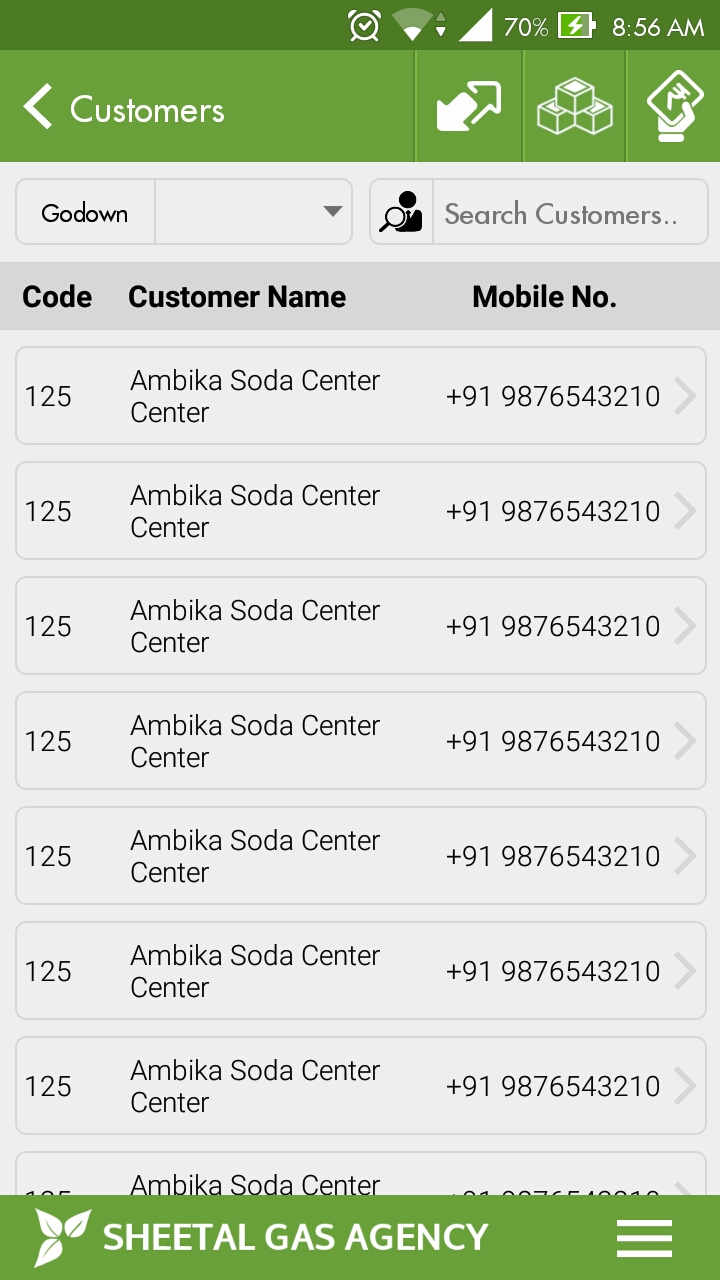 70% 8:56 AM
Customers
Godown Search Customers..
Code Customer Name Mobile No.
125 Ambika Soda Center +91 9876543210
Center
125 Ambika Soda Center +91 9876543210
Center
125 Ambika Soda Center +91 9876543210
Center
125 Ambika Soda Center +91 9876543210
Center
125 Ambika Soda Center +91 9876543210
Center
125 Ambika Soda Center +91 9876543210
Center
125 Ambika Soda Center +91 9876543210
Center
125 Ambika Soda Center +91 9876543210
SHEETAL GAS AGENCY